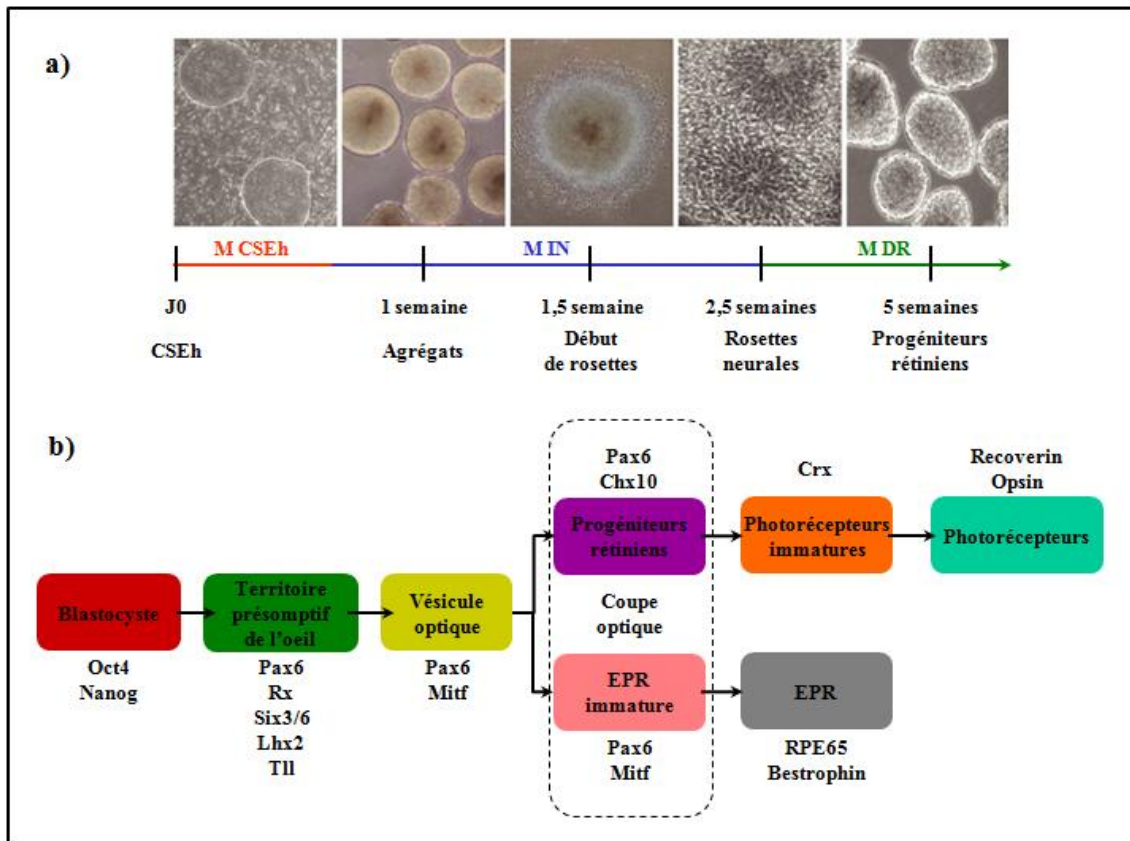 a)
M CSEh
M IN
M DR
J0
1 semaine
1,5 semaine
2,5 semaines
5 semaines
CSEh
Agrégats
Début
de rosettes
Rosettes
neurales
Progéniteurs
rétiniens
b)
Blastocyste
Oct4
Nanog
Territoire
présomptif
de l'oeil
Pax6
Rx
Six3/6
Lhx2
Tll
Vésicule
optique
Pax6
Mitf
Pax6
Chx10
Progéniteurs
rétiniens
Coupe
optique
EPR
immature
Pax6
Mitf
Crx
Photorécepteurs
immatures
Recoverin
Opsin
Photorécepteurs
EPR
RPE65
Bestrophin